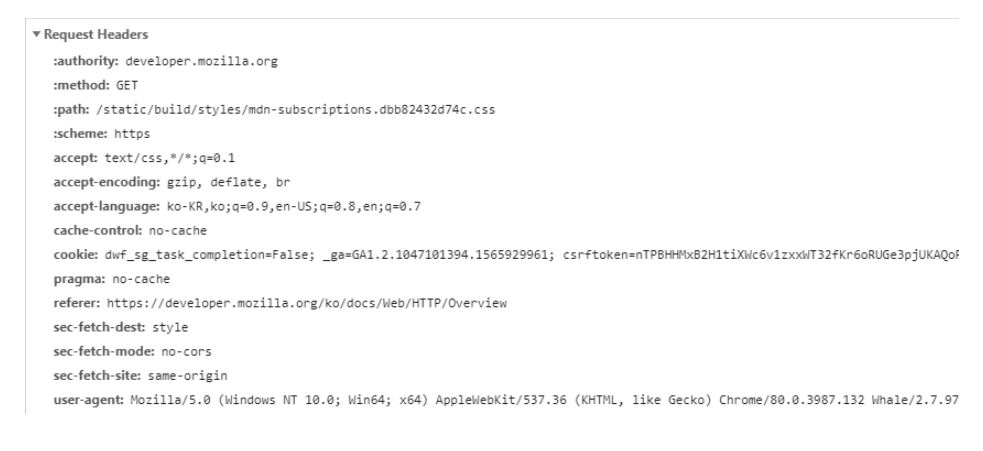 ▼ Request Headers
:authority: developer.mozilla.org
:method: GET
:path: /static/build/styles/mdn-subscriptions.dbb82432d74c.css
:scheme: https
accept: text/css,*/*;q=0.1
accept-encoding: gzip, deflate, br
accept-language: ko-KR,ko;q=0.9,en-US;q=0.8,en;q=0.7
cache-control: no-cache
cookie: dwf_sg_task_completion=False; _ga=GA1.2.1047101394.1565929961; csrftoken=nTPBHHMxB2H1tiXWc6v1zxxWT32fKr6oRUGe3pjUKAQoR
pragma: no-cache
referer: https://developer.mozilla.org/ko/docs/Web/HTTP/Overview
sec-fetch-dest: style
sec-fetch-mode: no-cors
sec-fetch-site: same-origin
user-agent: Mozilla/5.0 (Windows NT 10.0; Win64; x64) AppleWebKit/537.36 (KHTML, like Gecko) Chrome/80.0.3987.132 Whale/2.7.97